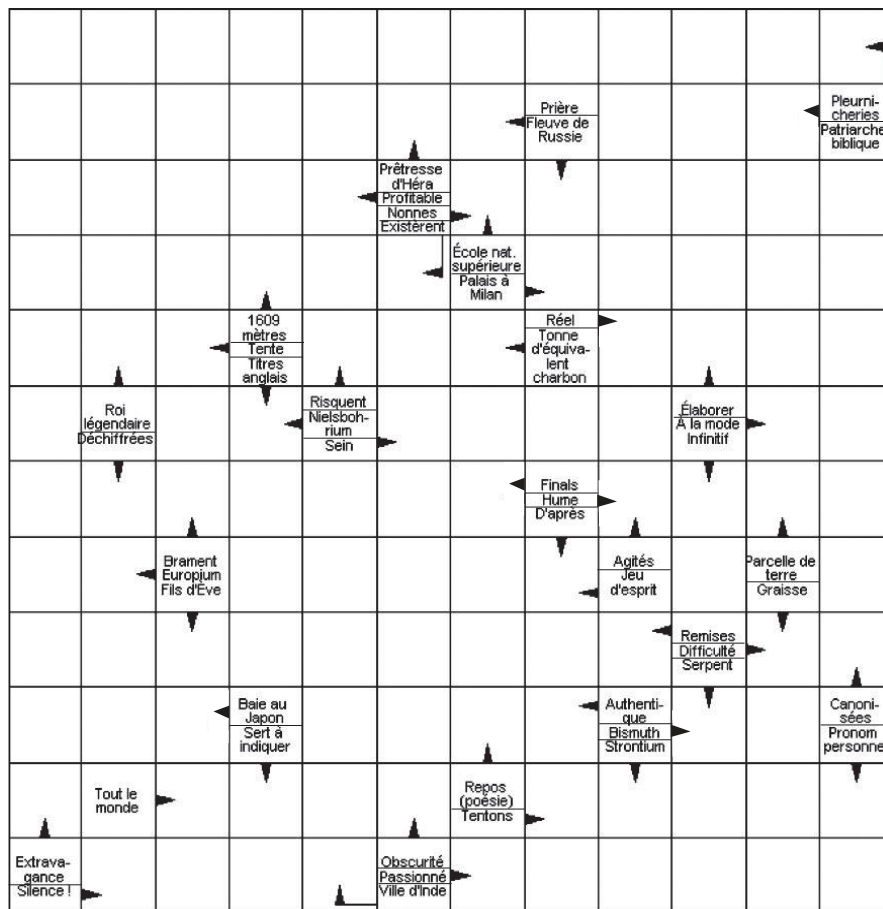 Prière
Fleuve de
Russie
Pleurni-
cheries
Patriarche
biblique
Prêtresse
d'Héra
Profitable
Nonnes
Existèrent
École nat.
supérieure
Palais à
Milan
1609
mètres
Tente
Titres
anglais
Réel
Tonne
d'équiva-
lent
charbon
Roi
légendaire
Déchiffrées
Risquent
Nielsboh-
rium
Sein
Élaborer
À la mode
Infinitif
Finals
Hume
D'après
Brament
Europium
Fils d'Ève
Agités
Jeu
d'esprit
Parcelle de
terre
Graisse
Remises
Difficulté
Serpent
Baie au
Japon
Sert à
indiquer
Authenti-
que
Bismuth
Strontium
Canoni-
sées
Pronom
personnel
Tout le
monde
Repos
(poésie)
Tentons
Extrava-
gance
Silence !
Obscurité
Passionné
Ville d'Inde